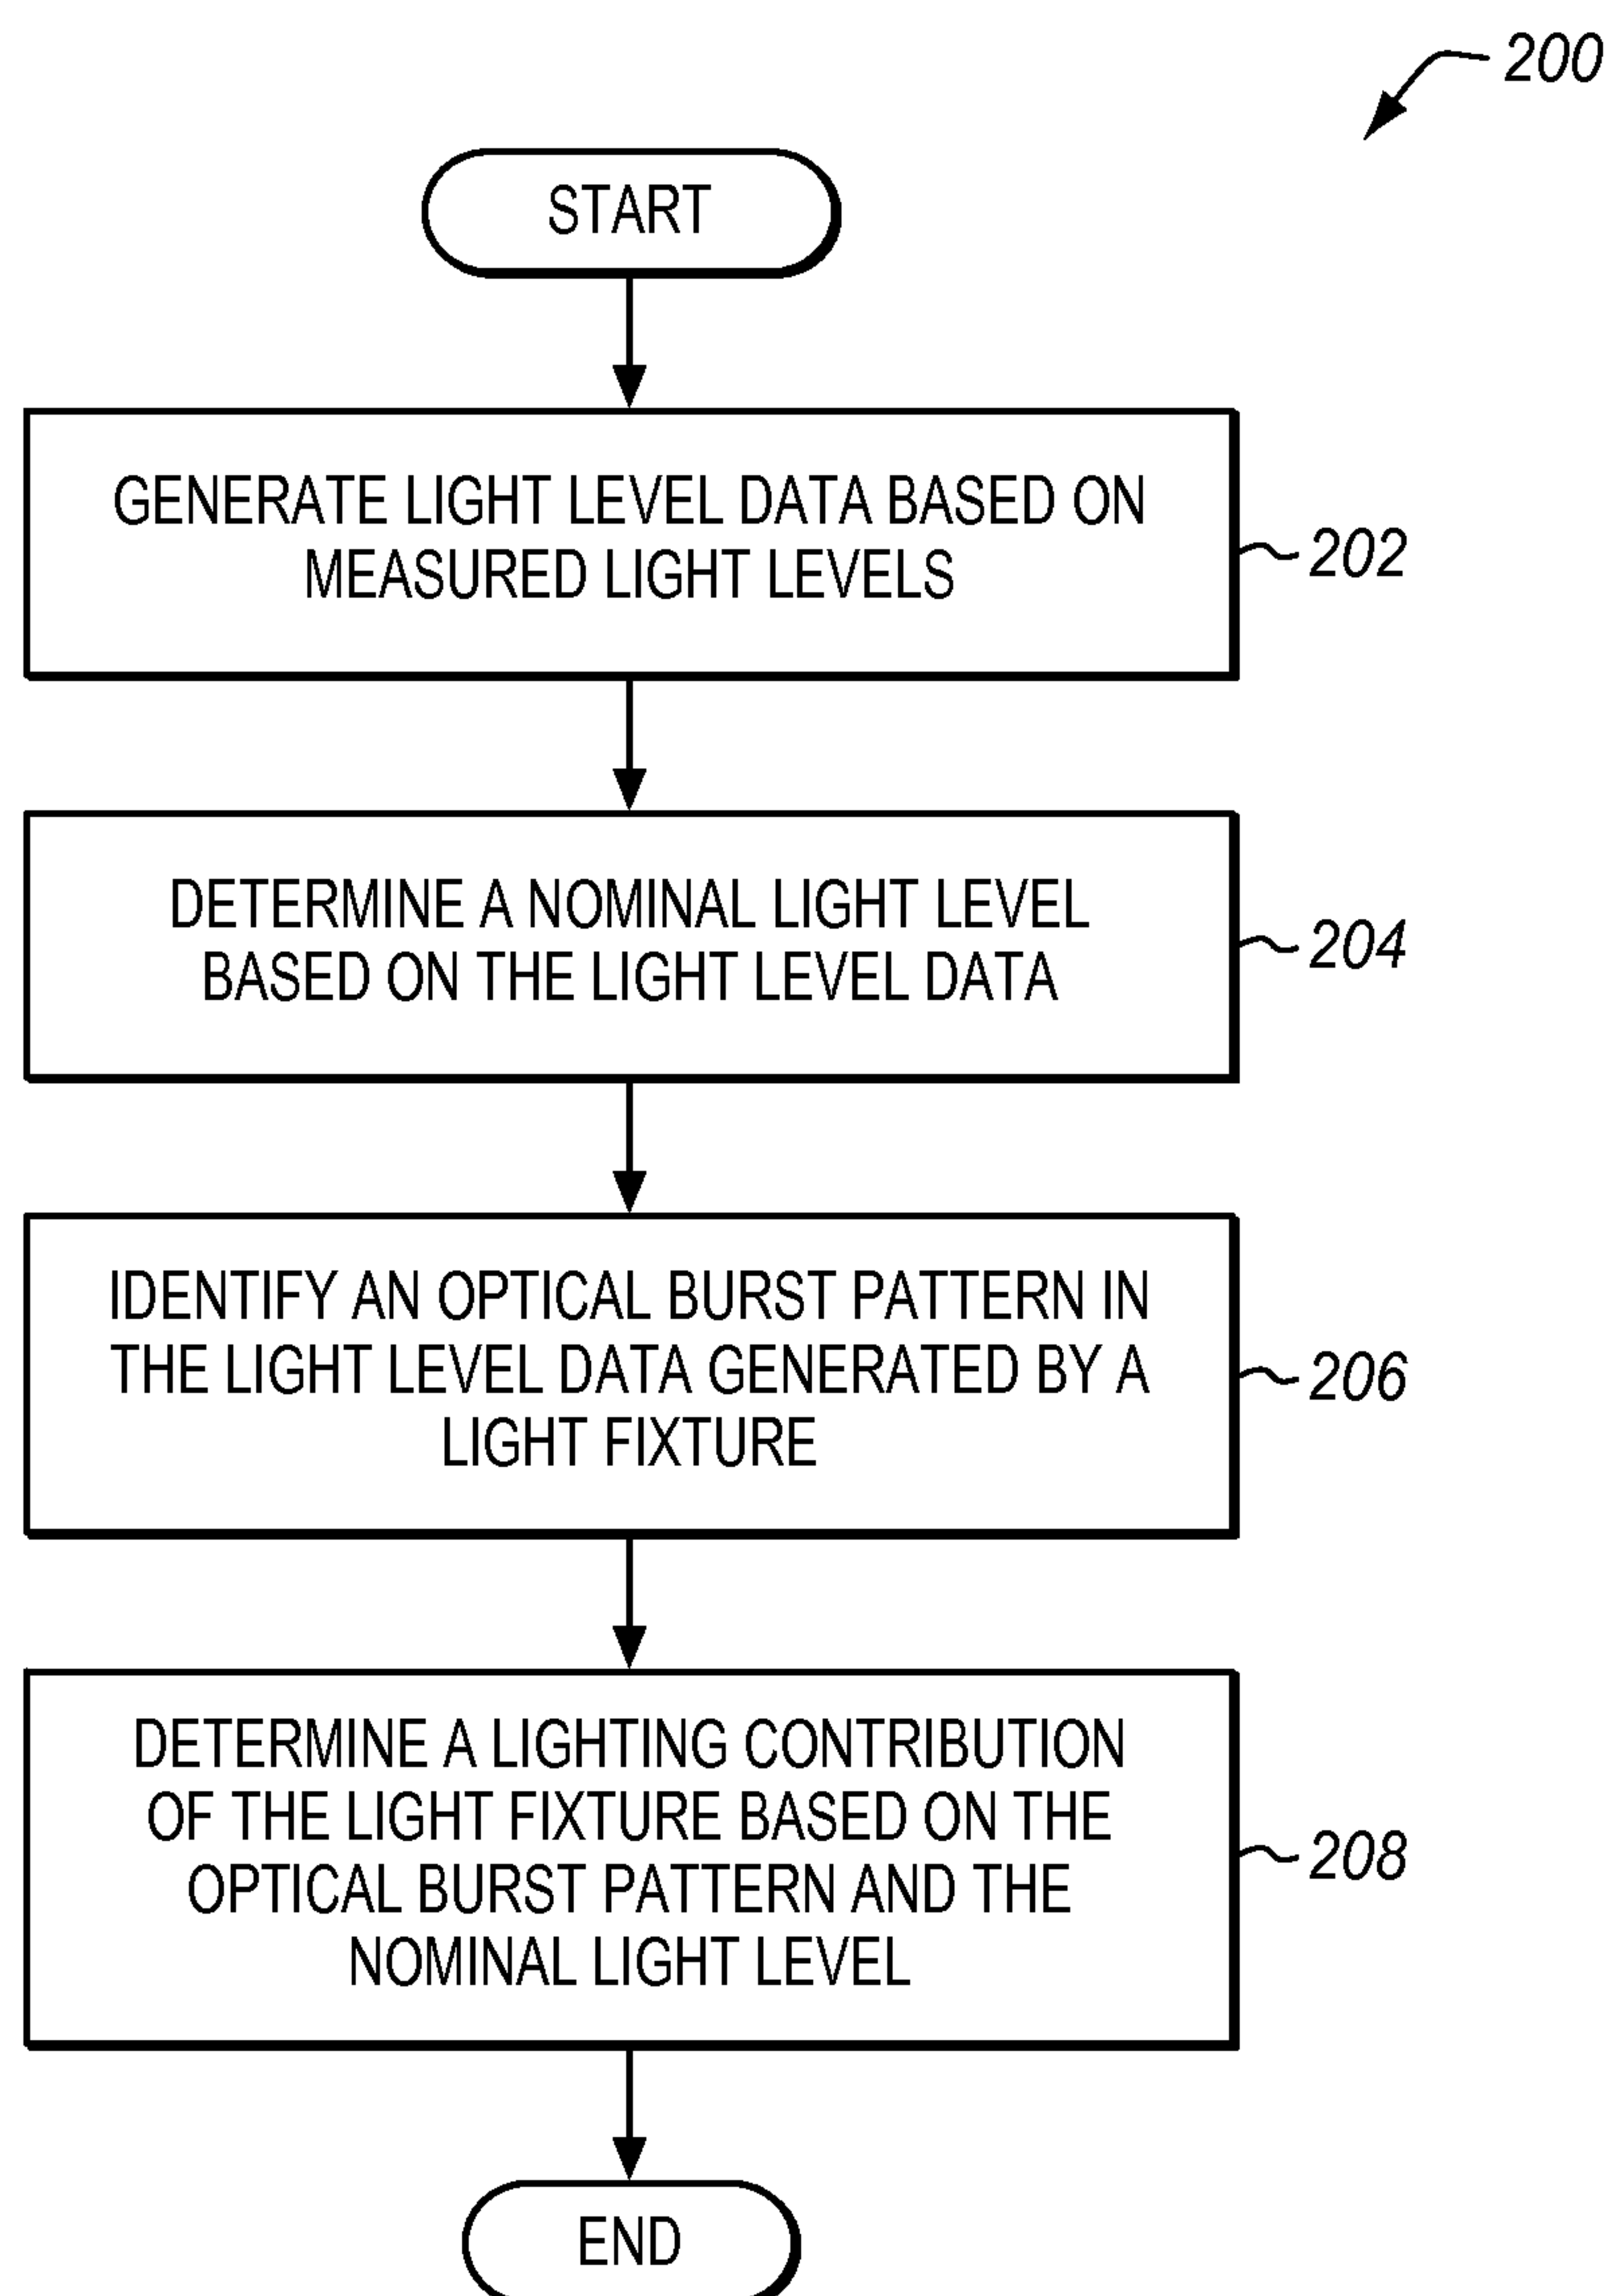 200
START
GENERATE LIGHT LEVEL DATA BASED ON
MEASURED LIGHT LEVELS
202
DETERMINE A NOMINAL LIGHT LEVEL
BASED ON THE LIGHT LEVEL DATA
204
IDENTIFY AN OPTICAL BURST PATTERN IN
THE LIGHT LEVEL DATA GENERATED BY A
LIGHT FIXTURE
206
DETERMINE A LIGHTING CONTRIBUTION
OF THE LIGHT FIXTURE BASED ON THE
OPTICAL BURST PATTERN AND THE
NOMINAL LIGHT LEVEL
208
END